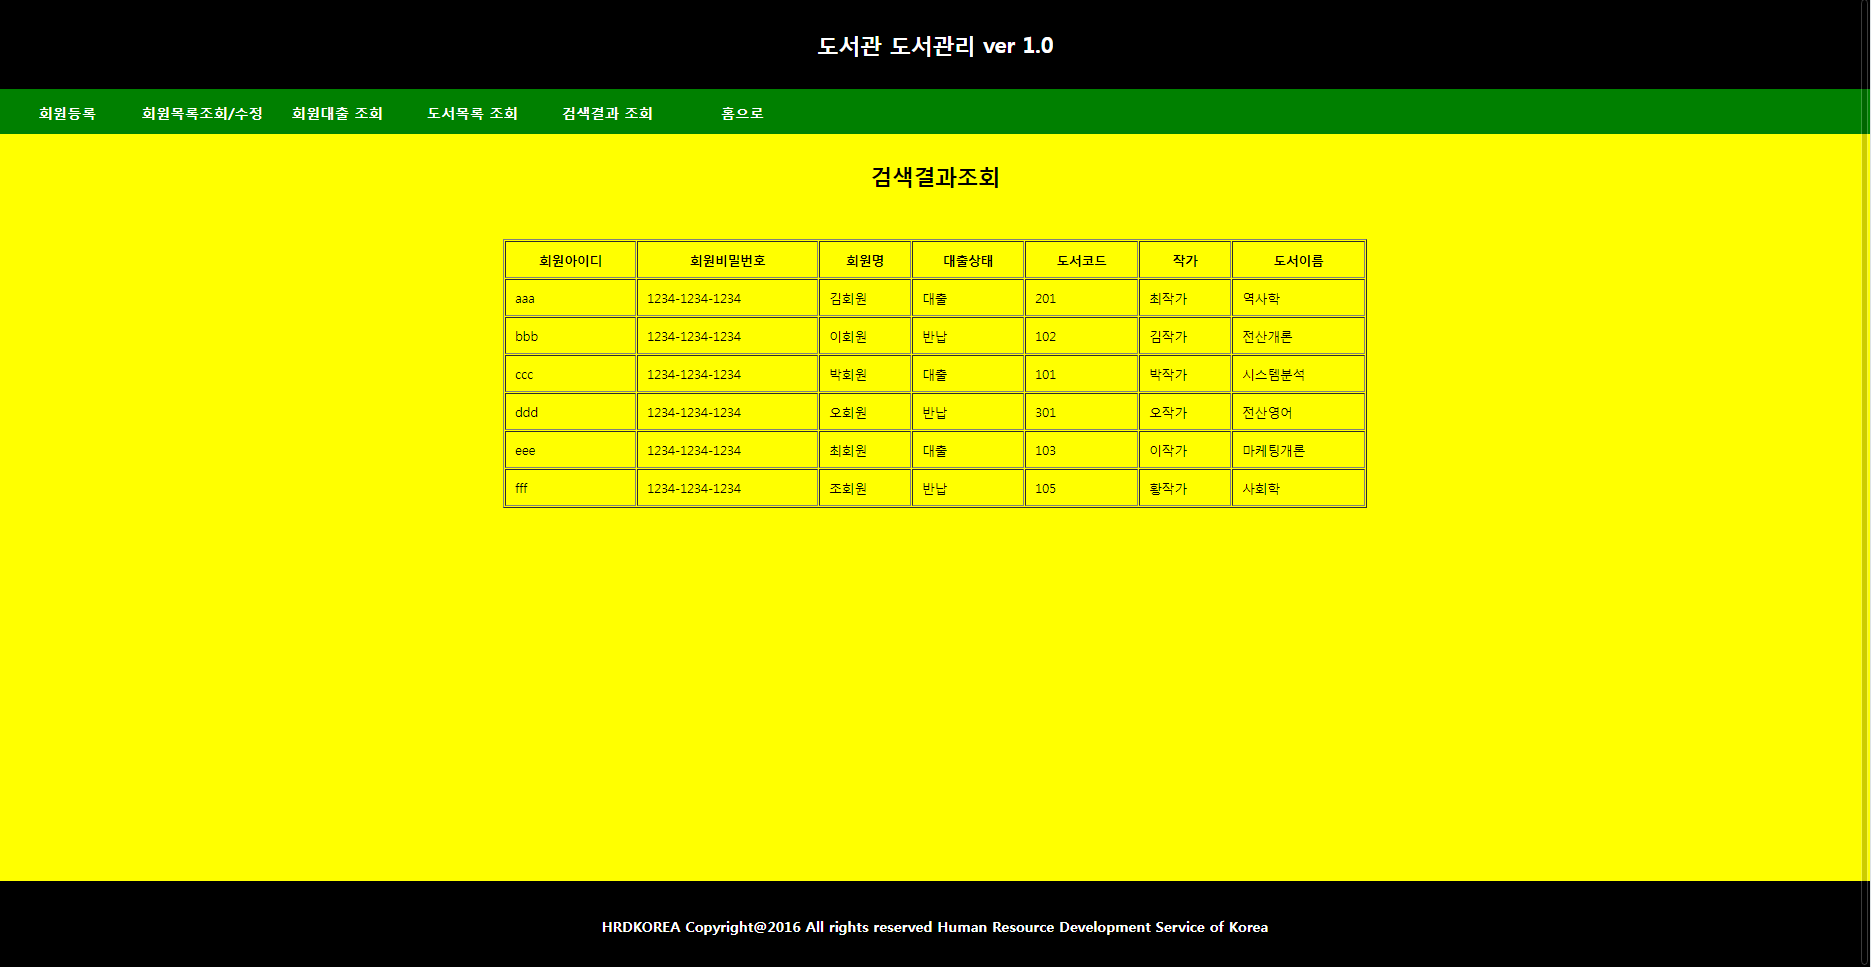 도서관 도서관리 ver 1.0
회원등록 회원목록조회/수정 회원대출 조회 도서목록 조회 검색결과 조회 홈으로
검색결과조회
회원아이디 회원비밀번호 회원명 대출상태 도서코드 작가 도서이름
aaa 1234-1234-1234 김회원 대출 201 최작가 역사학
bbb 1234-1234-1234 이회원 반납 102 김작가 전산개론
ccc 1234-1234-1234 박회원 대출 101 박작가 시스템분석
ddd 1234-1234-1234 오회원 반납 301 오작가 전산영어
eee 1234-1234-1234 최회원 대출 103 이작가 마케팅개론
fff 1234-1234-1234 조회원 반납 105 황작가 사회학
HRDKOREA Copyright@2016 All rights reserved Human Resource Development Service of Korea